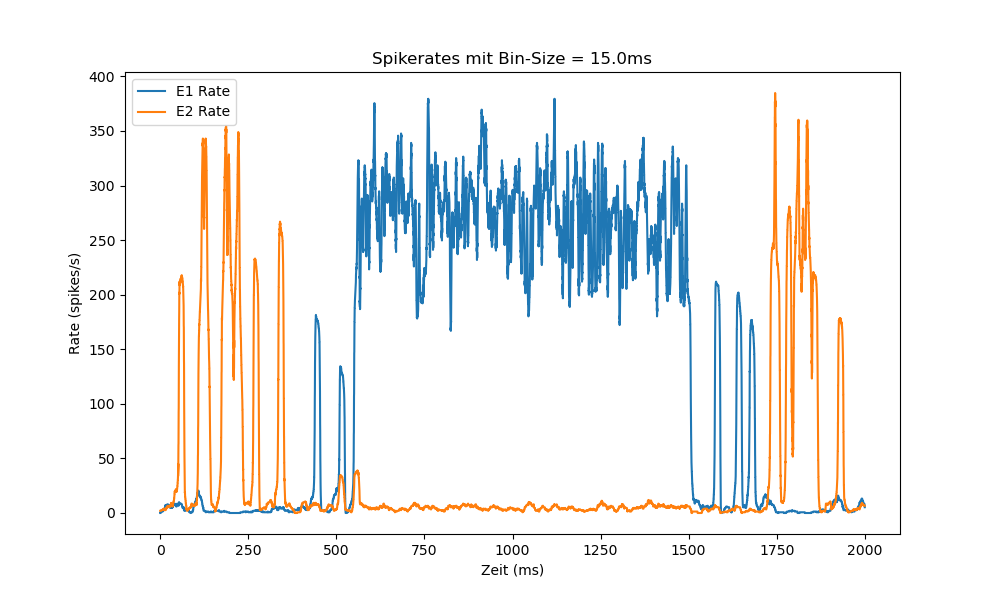 Spikerates mit Bin-Size = 15.0ms
E1 Rate
E2 Rate
Rate (spikes/s)
400
350
300
250
200
150
100
50
0
0 250 500 750 1000 1250 1500 1750 2000
Zeit (ms)